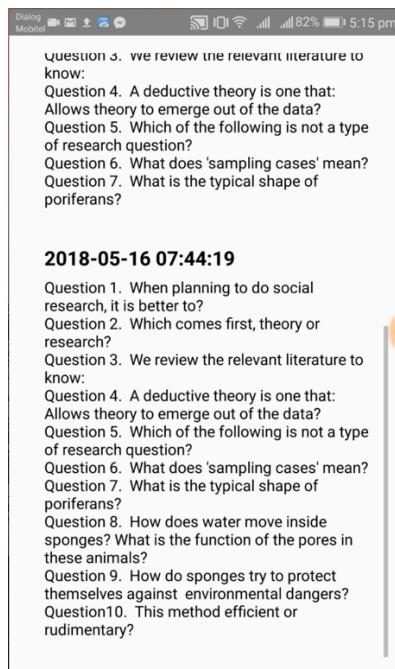 Dialog
Mobitel
82% 5:15 pm
Question 3. We review the relevant literature to
know:
Question 4. A deductive theory is one that:
Allows theory to emerge out of the data?
Question 5. Which of the following is not a type
of research question?
Question 6. What does 'sampling cases' mean?
Question 7. What is the typical shape of
poriferans?
2018-05-16 07:44:19
Question 1. When planning to do social
research, it is better to?
Question 2. Which comes first, theory or
research?
Question 3. We review the relevant literature to
know:
Question 4. A deductive theory is one that:
Allows theory to emerge out of the data?
Question 5. Which of the following is not a type
of research question?
Question 6. What does 'sampling cases' mean?
Question 7. What is the typical shape of
poriferans?
Question 8. How does water move inside
sponges? What is the function of the pores in
these animals?
Question 9. How do sponges try to protect
themselves against environmental dangers?
Question10. This method efficient or
rudimentary?